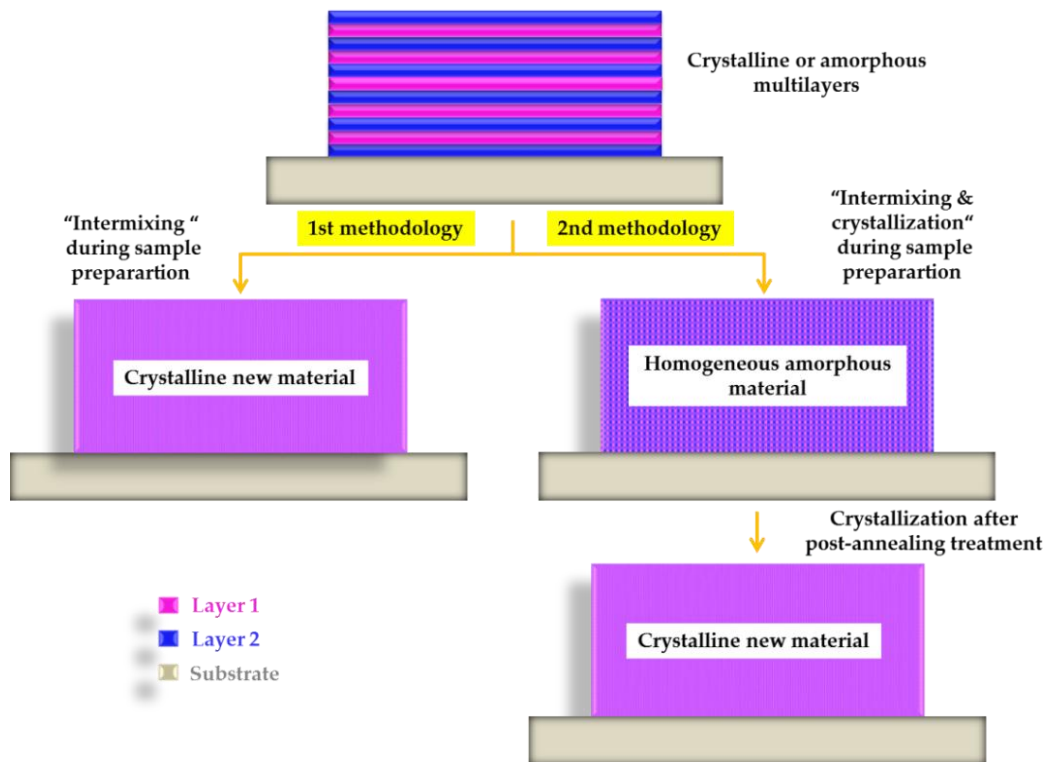 Crystalline or amorphous
multilayers
“Intermixing “
during sample
preparartion
1st methodology
2nd methodology
“Intermixing &
crystallization“
during sample
preparartion
Crystalline new material
Homogeneous amorphous
material
Crystallization after
post-annealing treatment
Layer 1
Layer 2
Substrate
Crystalline new material